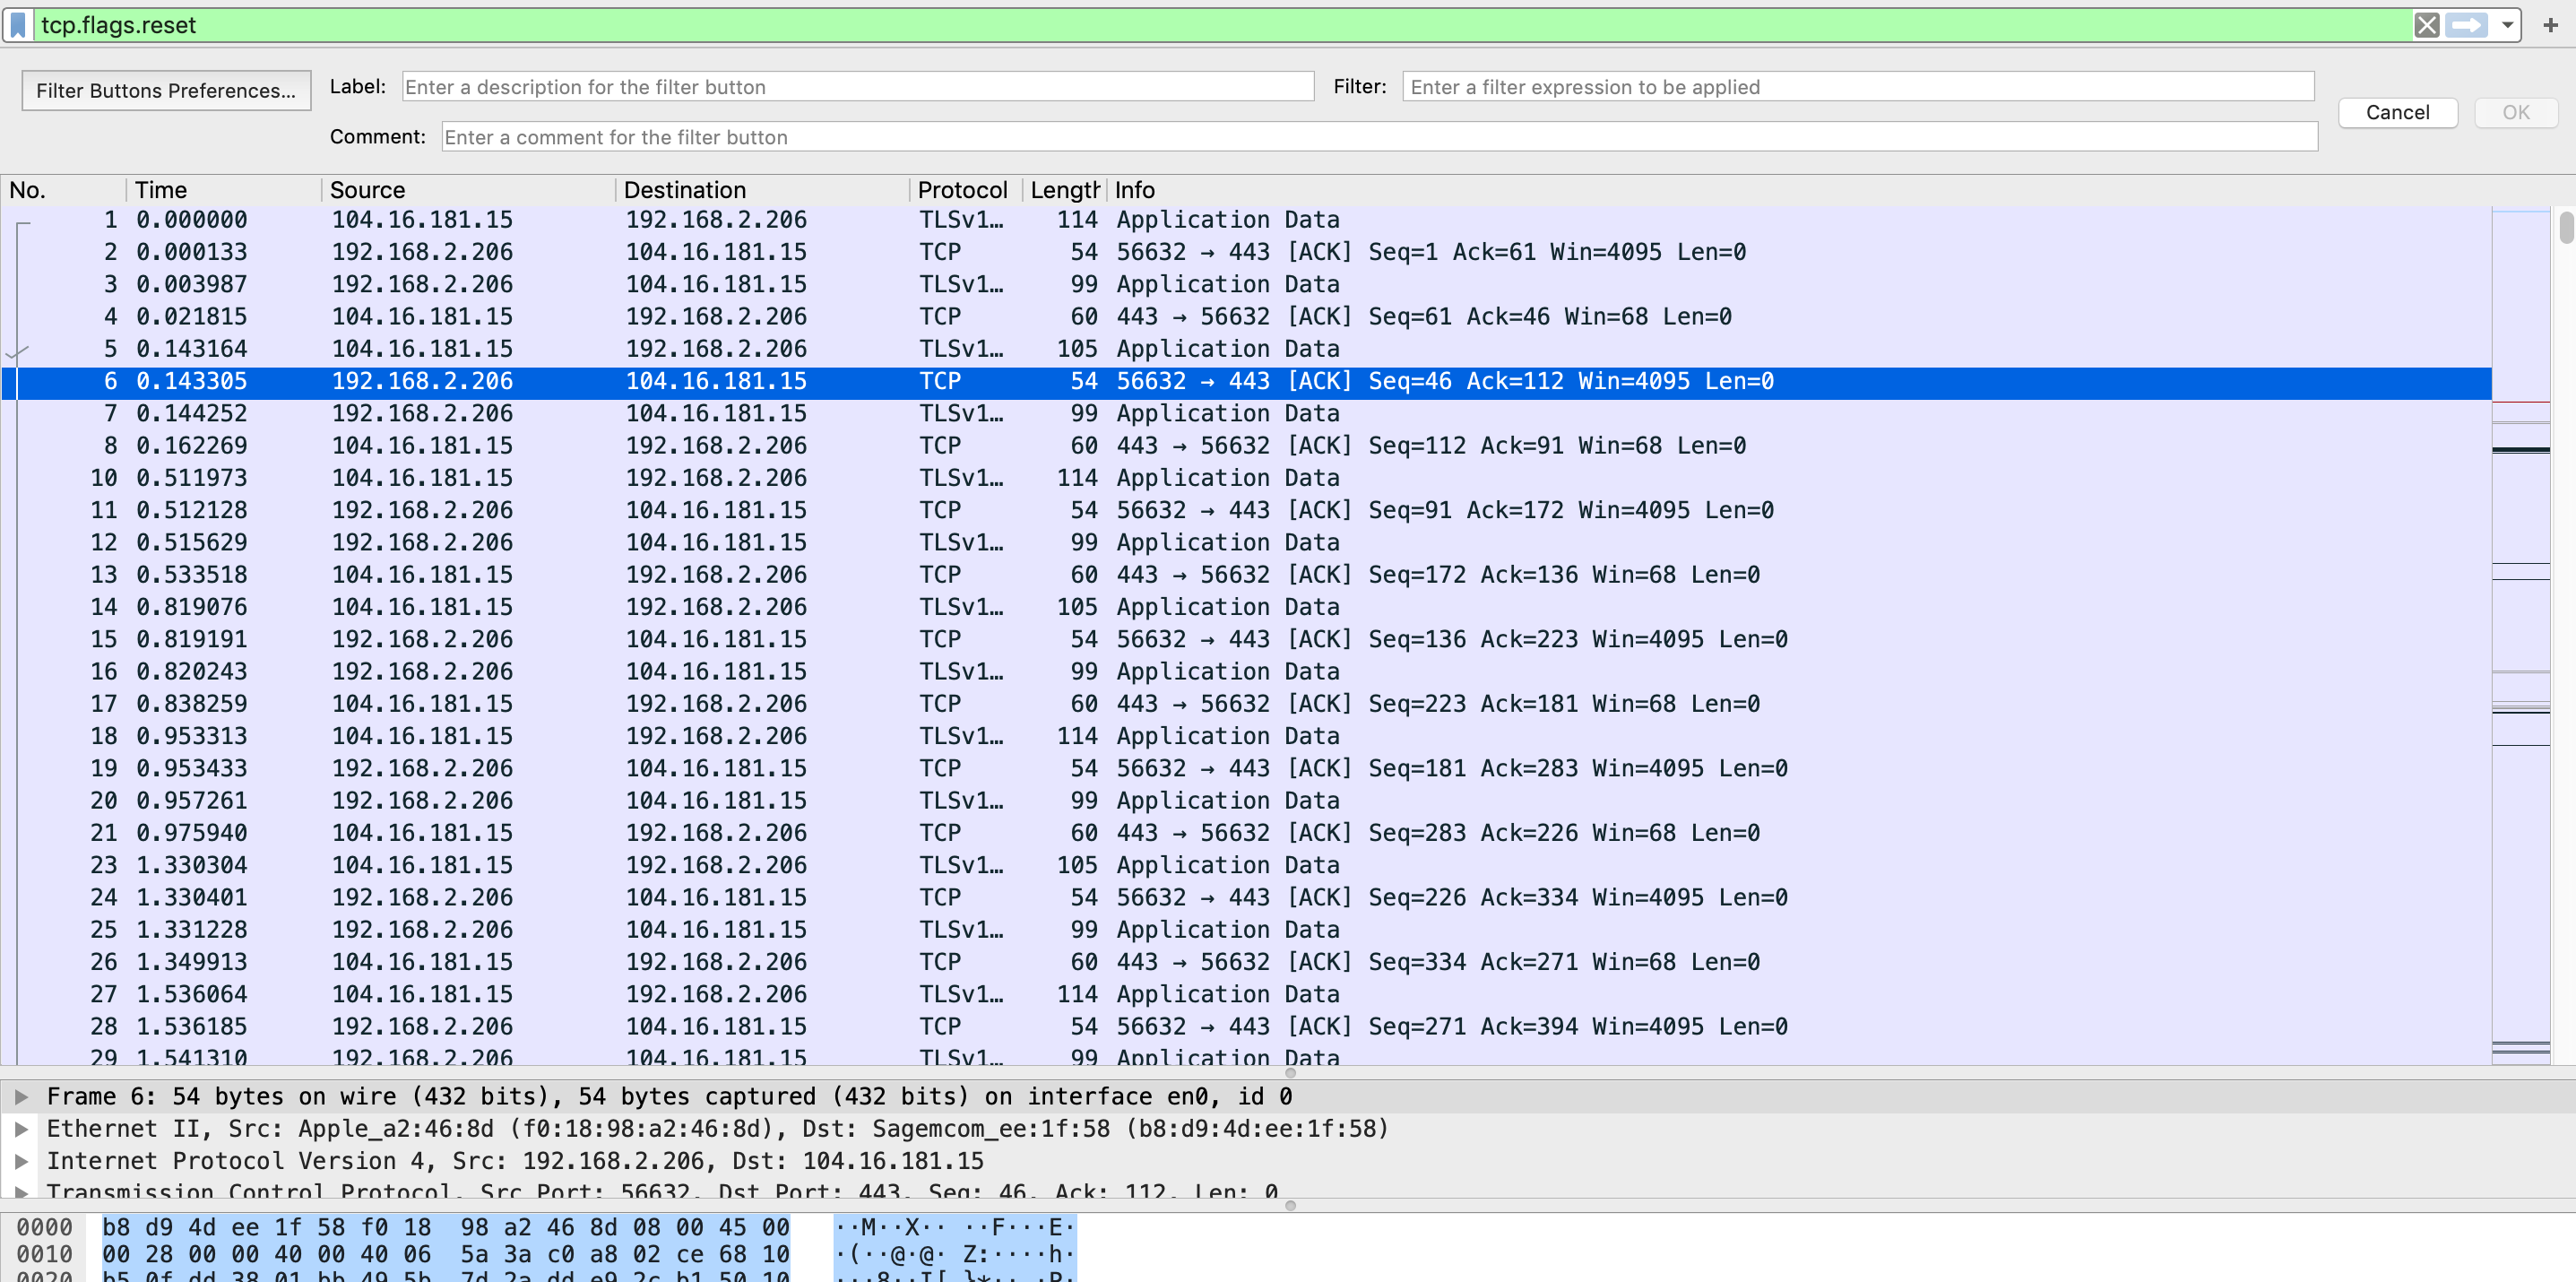 tcp.flags.reset
Filter Buttons Preferences... Label: Enter a description for the filter button Filter: Enter a filter expression to be applied
Cancel OK
Comment: Enter a comment for the filter button
No. Time Source Destination Protocol Length Info
1 0.000000 104.16.181.15 192.168.2.206 TLSv1… 114 Application Data
2 0.000133 192.168.2.206 104.16.181.15 TCP 54 56632 → 443 [ACK] Seq=1 Ack=61 Win=4095 Len=0
3 0.003987 192.168.2.206 104.16.181.15 TLSv1… 99 Application Data
4 0.021815 104.16.181.15 192.168.2.206 TCP 60 443 → 56632 [ACK] Seq=61 Ack=46 Win=68 Len=0
5 0.143164 104.16.181.15 192.168.2.206 TLSv1… 105 Application Data
6 0.143305 192.168.2.206 104.16.181.15 TCP 54 56632 → 443 [ACK] Seq=46 Ack=112 Win=4095 Len=0
7 0.144252 192.168.2.206 104.16.181.15 TLSv1… 99 Application Data
8 0.162269 104.16.181.15 192.168.2.206 TCP 60 443 → 56632 [ACK] Seq=112 Ack=91 Win=68 Len=0
10 0.511973 104.16.181.15 192.168.2.206 TLSv1… 114 Application Data
11 0.512128 192.168.2.206 104.16.181.15 TCP 54 56632 → 443 [ACK] Seq=91 Ack=172 Win=4095 Len=0
12 0.515629 192.168.2.206 104.16.181.15 TLSv1… 99 Application Data
13 0.533518 104.16.181.15 192.168.2.206 TCP 60 443 → 56632 [ACK] Seq=172 Ack=136 Win=68 Len=0
14 0.819076 104.16.181.15 192.168.2.206 TLSv1… 105 Application Data
15 0.819191 192.168.2.206 104.16.181.15 TCP 54 56632 → 443 [ACK] Seq=136 Ack=223 Win=4095 Len=0
16 0.820243 192.168.2.206 104.16.181.15 TLSv1… 99 Application Data
17 0.838259 104.16.181.15 192.168.2.206 TCP 60 443 → 56632 [ACK] Seq=223 Ack=181 Win=68 Len=0
18 0.953313 104.16.181.15 192.168.2.206 TLSv1… 114 Application Data
19 0.953433 192.168.2.206 104.16.181.15 TCP 54 56632 → 443 [ACK] Seq=181 Ack=283 Win=4095 Len=0
20 0.957261 192.168.2.206 104.16.181.15 TLSv1… 99 Application Data
21 0.975940 104.16.181.15 192.168.2.206 TCP 60 443 → 56632 [ACK] Seq=283 Ack=226 Win=68 Len=0
23 1.330304 104.16.181.15 192.168.2.206 TLSv1… 105 Application Data
24 1.330401 192.168.2.206 104.16.181.15 TCP 54 56632 → 443 [ACK] Seq=226 Ack=334 Win=4095 Len=0
25 1.331228 192.168.2.206 104.16.181.15 TLSv1… 99 Application Data
26 1.349913 104.16.181.15 192.168.2.206 TCP 60 443 → 56632 [ACK] Seq=334 Ack=271 Win=68 Len=0
27 1.536064 104.16.181.15 192.168.2.206 TLSv1… 114 Application Data
28 1.536185 192.168.2.206 104.16.181.15 TCP 54 56632 → 443 [ACK] Seq=271 Ack=394 Win=4095 Len=0
29 1.541310 192.168.2.206 104.16.181.15 TLSv1… 99 Application Data
Frame 6: 54 bytes on wire (432 bits), 54 bytes captured (432 bits) on interface en0, id 0
Ethernet II, Src: Apple_a2:46:8d (f0:18:98:a2:46:8d), Dst: Sagemcom_ee:1f:58 (b8:d9:4d:ee:1f:58)
Internet Protocol Version 4, Src: 192.168.2.206, Dst: 104.16.181.15
Transmission Control Protocol, Src Port: 56632, Dst Port: 443, Seq: 46, Ack: 112, Len: 0
0000 b8 d9 4d ee 1f 58 f0 18 98 a2 46 8d 08 00 45 00 ··M··X·· ··F···E·
0010 00 28 00 00 40 00 40 06 5a 3a c0 a8 02 ce 68 10 ·(··@·@· Z:····h·
0020 b5 0f dd 38 01 bb 49 5b 7d 2a dd e9 2c b1 50 10